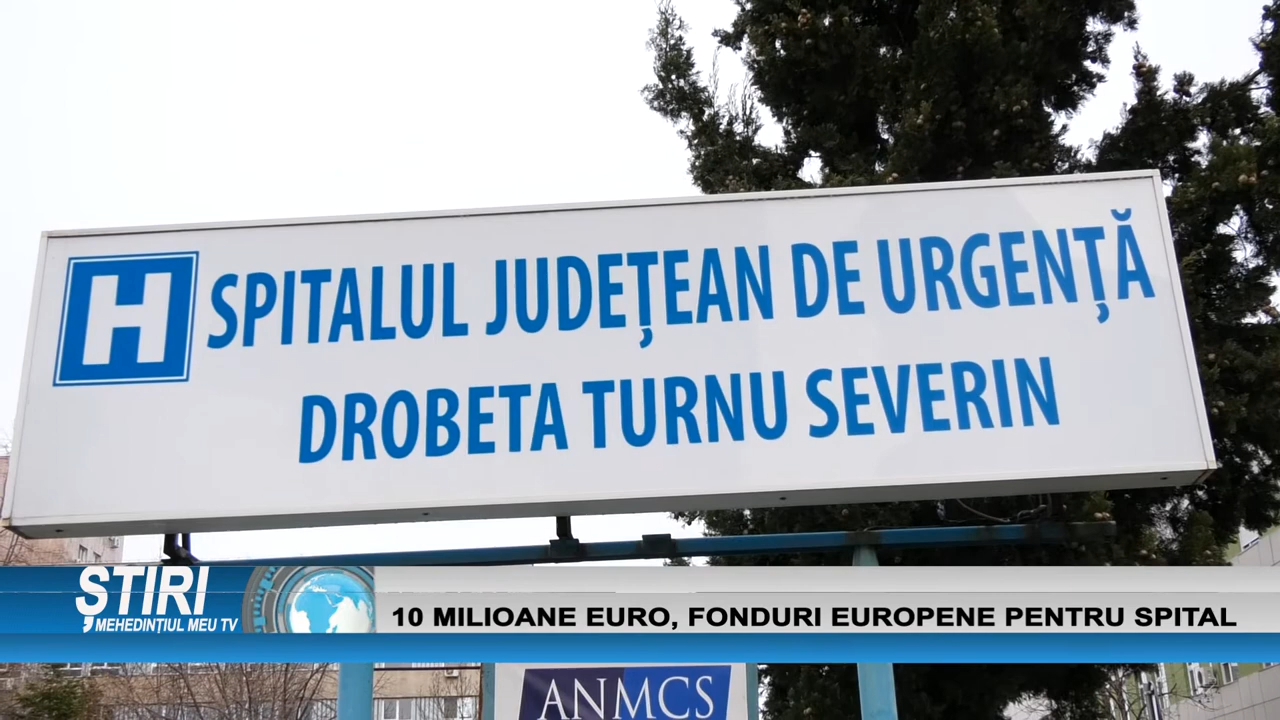 H
SPITALUL JUDEȚEAN DE URGENȚĂ
DROBETA TURNU SEVERIN
ȘTIRI
MEHEDINȚIUL MEU TV
10 MILIOANE EURO, FONDURI EUROPENE PENTRU SPITAL
ANMCS